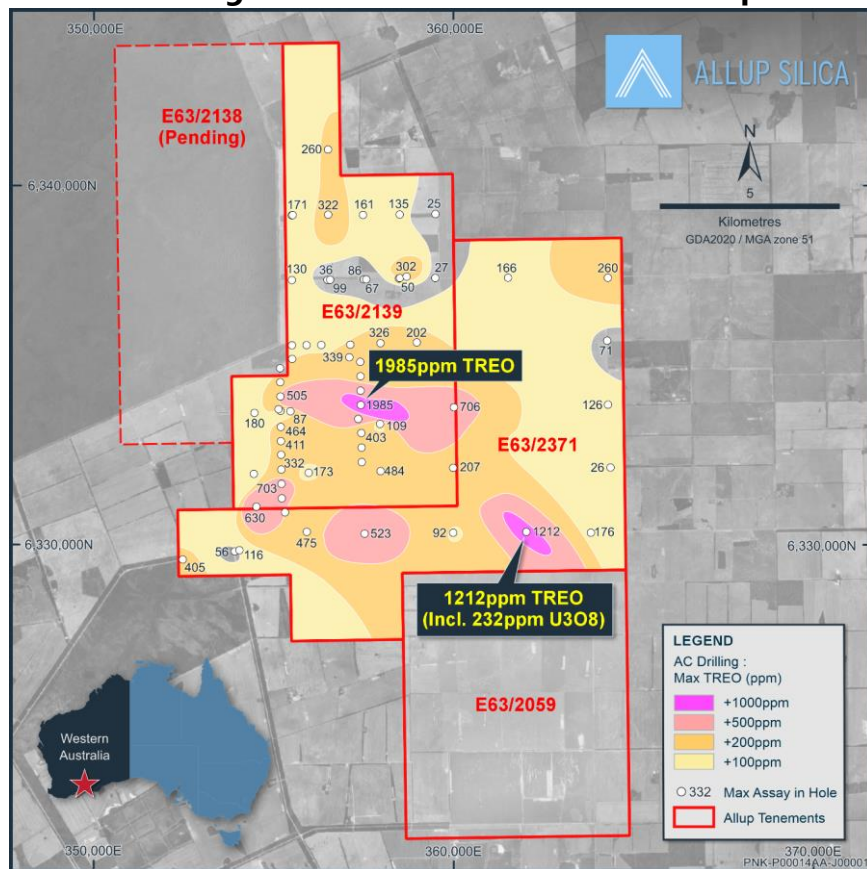 350,000E
360,000E
ALLUP SILICA
E63/2138
(Pending)
N
5
Kilometres
GDA2020 / MGA zone 51
6,340,000N
260
171
322
161
135
25
130
36
86
302
27
99
67
50
166
260
E63/2139
326
202
339
71
1985ppm TREO
505
1985
706
180
87
109
126
464
403
E63/2371
411
332
173
484
207
26
703
630
6,330,000N
475
523
92
1212
176
6,330,000N
56
116
405
1212ppm TREO
(Incl. 232ppm U3O8)
E63/2059
LEGEND
AC Drilling :
Max TREO (ppm)
+1000ppm
+500ppm
+200ppm
+100ppm
332 Max Assay in Hole
Allup Tenements
Western
Australia
350,000E
360,000E
370,000E
PNK-P00014AA-J00001